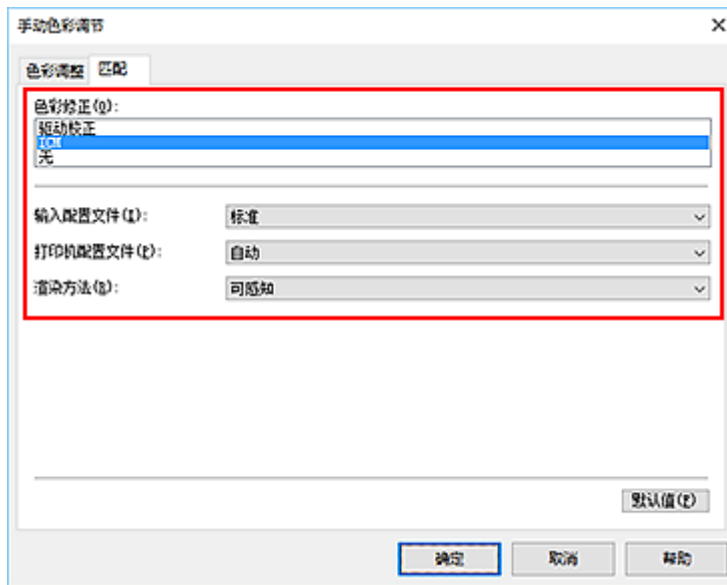 手动色彩调节
色彩调整 匹配
色彩修正(O):
驱动校正
ICM
无
输入配置文件(I): 标准
打印机配置文件(P): 自动
渲染方法(R): 可感知
默认值(F)
确定 取消 帮助